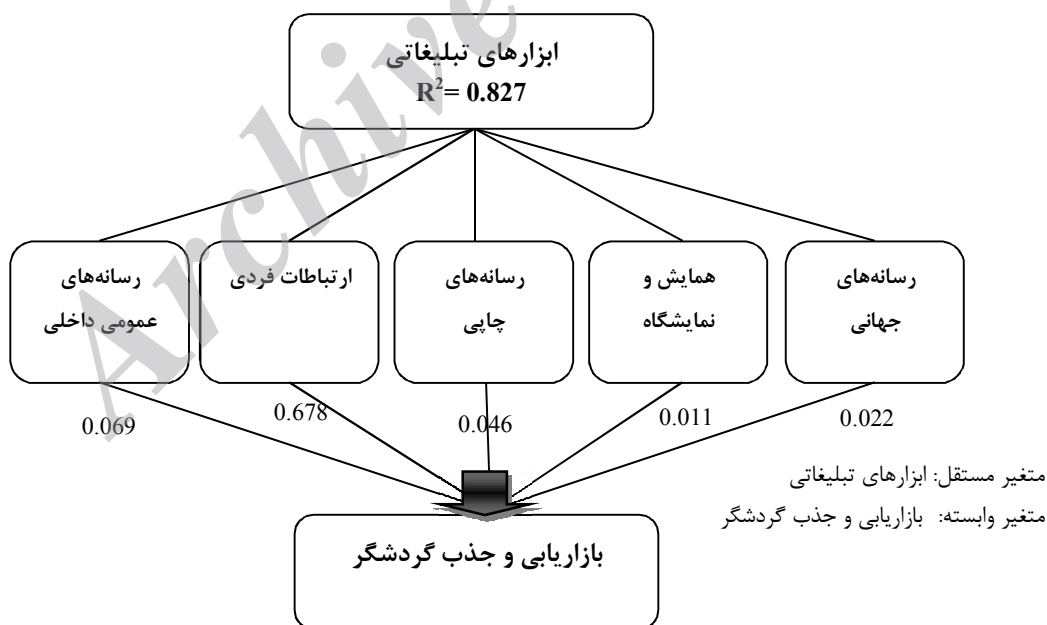 ابزارهای تبلیغاتی
R²= 0.827
رسانه‌های
جهانی
همایش و
نمایشگاه
رسانه‌های
چاپی
ارتباطات فردی
رسانه‌های
عمومی داخلی
0.022
0.011
0.046
0.678
0.069
متغیر مستقل: ابزارهای تبلیغاتی
متغیر وابسته: بازاریابی و جذب گردشگر
بازاریابی و جذب گردشگر
Archive